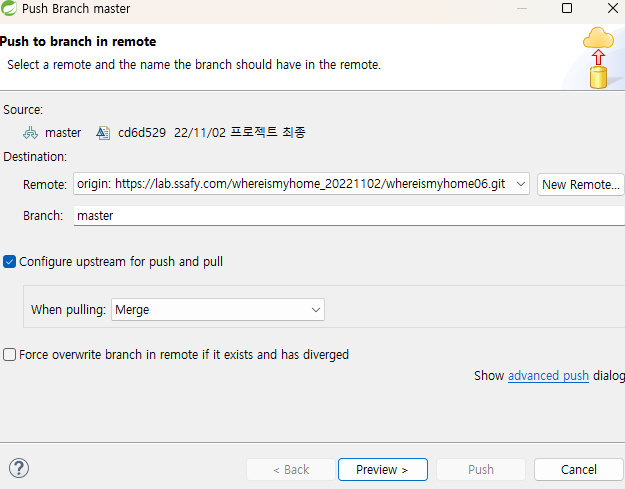 Push Branch master
Push to branch in remote
Select a remote and the name the branch should have in the remote.
Source:
master cd6d529 22/11/02 프로젝트 최종
Destination:
Remote: origin: https://lab.ssafy.com/whereismyhome_20221102/whereismyhome06.git New Remote...
Branch: master
Configure upstream for push and pull
When pulling: Merge
Force overwrite branch in remote if it exists and has diverged
Show advanced push dialog
? < Back Preview > Push Cancel